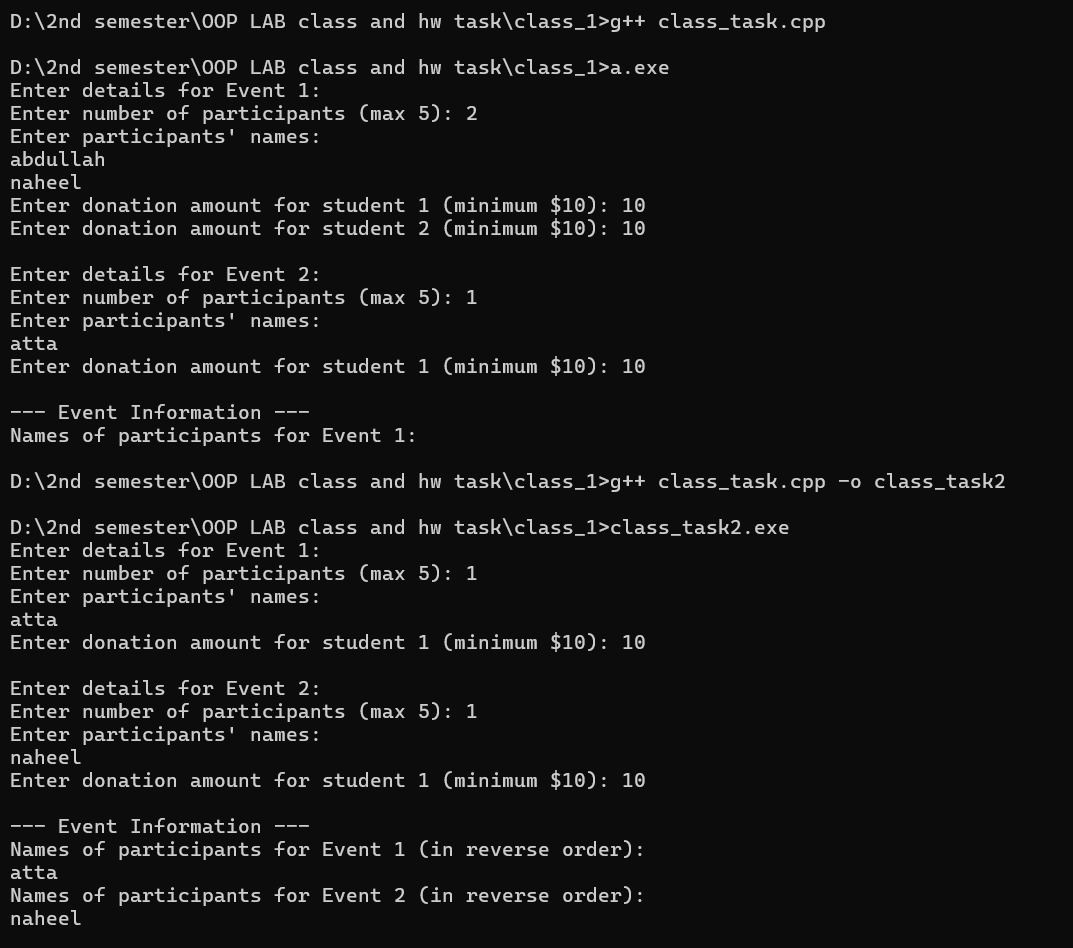 D:\2nd semester\OOP LAB class and hw task\class_1>g++ class_task.cpp
D:\2nd semester\OOP LAB class and hw task\class_1>a.exe
Enter details for Event 1:
Enter number of participants (max 5): 2
Enter participants' names:
abdullah
naheel
Enter donation amount for student 1 (minimum $10): 10
Enter donation amount for student 2 (minimum $10): 10
Enter details for Event 2:
Enter number of participants (max 5): 1
Enter participants' names:
atta
Enter donation amount for student 1 (minimum $10): 10
--- Event Information ---
Names of participants for Event 1:
D:\2nd semester\OOP LAB class and hw task\class_1>g++ class_task.cpp -o class_task2
D:\2nd semester\OOP LAB class and hw task\class_1>class_task2.exe
Enter details for Event 1:
Enter number of participants (max 5): 1
Enter participants' names:
atta
Enter donation amount for student 1 (minimum $10): 10
Enter details for Event 2:
Enter number of participants (max 5): 1
Enter participants' names:
naheel
Enter donation amount for student 1 (minimum $10): 10
--- Event Information ---
Names of participants for Event 1 (in reverse order):
atta
Names of participants for Event 2 (in reverse order):
naheel